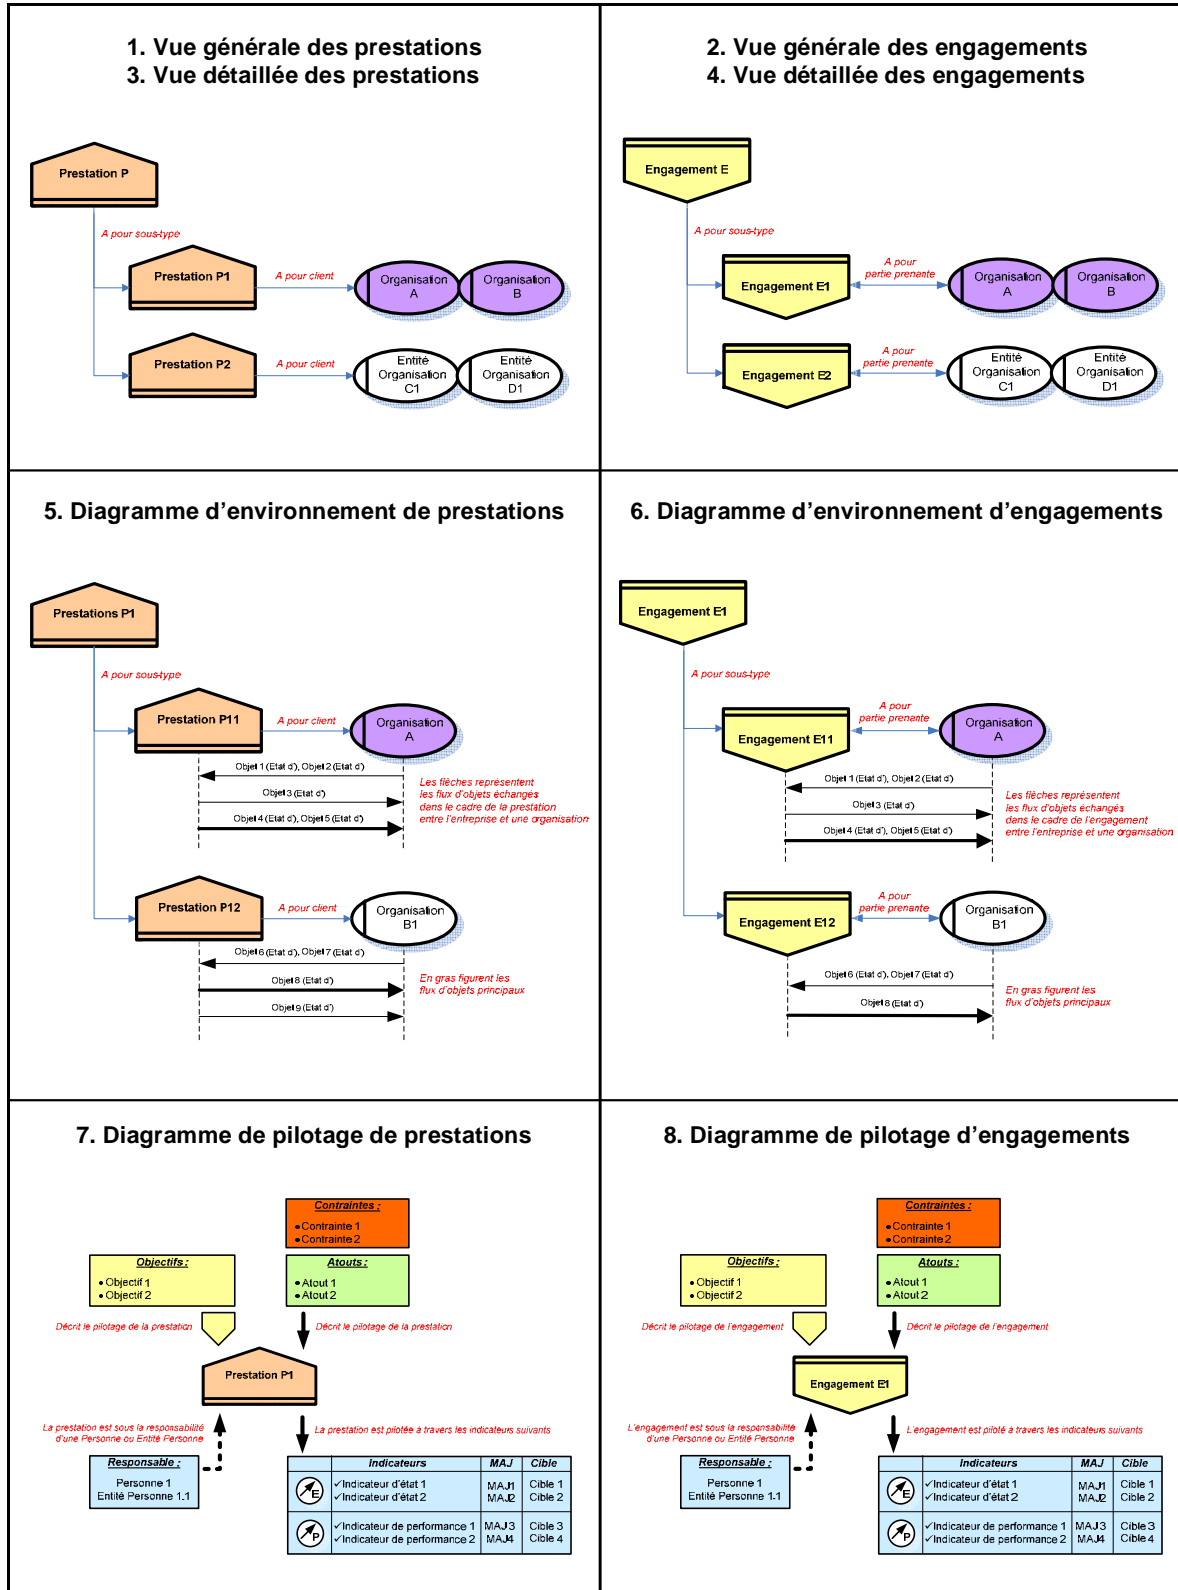 1. Vue générale des prestations
3. Vue détaillée des prestations
Prestation P
A pour sous-type
Prestation P1
A pour client
Organisation
A
Organisation
B
Prestation P2
A pour client
Entité
Organisation
C1
Entité
Organisation
D1
2. Vue générale des engagements
4. Vue détaillée des engagements
Engagement E
A pour sous-type
Engagement E1
A pour
partie prenante
Organisation
A
Organisation
B
Engagement E2
A pour
partie prenante
Entité
Organisation
C1
Entité
Organisation
D1
5. Diagramme d'environnement de prestations
Prestations P1
A pour sous-type
Prestation P11
A pour client
Organisation
A
Objet 1 (Etat d'), Objet 2 (Etat d')
Objet 3 (Etat d')
Objet 4 (Etat d'), Objet 5 (Etat d')
Les flèches représentent
les flux d'objets échangés
dans le cadre de la prestation
entre l'entreprise et une organisation
Prestation P12
A pour client
Organisation
B1
Objet 6 (Etat d'), Objet 7 (Etat d')
Objet 8 (Etat d')
Objet 9 (Etat d')
En gras figurent les
flux d'objets principaux
6. Diagramme d'environnement d'engagements
Engagement E1
A pour sous-type
Engagement E11
A pour
partie prenante
Organisation
A
Objet 1 (Etat d'), Objet 2 (Etat d')
Objet 3 (Etat d')
Objet 4 (Etat d'), Objet 5 (Etat d')
Les flèches représentent
les flux d'objets échangés
dans le cadre de l'engagement
entre l'entreprise et une organisation
Engagement E12
A pour
partie prenante
Organisation
B1
Objet 6 (Etat d'), Objet 7 (Etat d')
Objet 8 (Etat d')
En gras figurent les
flux d'objets principaux
7. Diagramme de pilotage de prestations
Contraintes :
• Contrainte 1
• Contrainte 2
Objectifs :
• Objectif 1
• Objectif 2
Atouts :
• Atout 1
• Atout 2
Décrit le pilotage de la prestation
Décrit le pilotage de la prestation
Prestation P1
La prestation est sous la responsabilité
d'une Personne ou Entité Personne
La prestation est pilotée à travers les indicateurs suivants
Responsable :
Personne 1
Entité Personne 1.1
Indicateurs MAJ Cible
E ✓Indicateur d'état 1 MAJ1 Cible 1
✓Indicateur d'état 2 MAJ2 Cible 2
P ✓Indicateur de performance 1 MAJ3 Cible 3
✓Indicateur de performance 2 MAJ4 Cible 4
8. Diagramme de pilotage d'engagements
Contraintes :
• Contrainte 1
• Contrainte 2
Objectifs :
• Objectif 1
• Objectif 2
Atouts :
• Atout 1
• Atout 2
Décrit le pilotage de l'engagement
Décrit le pilotage de l'engagement
Engagement E1
L'engagement est sous la responsabilité
d'une Personne ou Entité Personne
L'engagement est piloté à travers les indicateurs suivants
Responsable :
Personne 1
Entité Personne 1.1
Indicateurs MAJ Cible
E ✓Indicateur d'état 1 MAJ1 Cible 1
✓Indicateur d'état 2 MAJ2 Cible 2
P ✓Indicateur de performance 1 MAJ3 Cible 3
✓Indicateur de performance 2 MAJ4 Cible 4